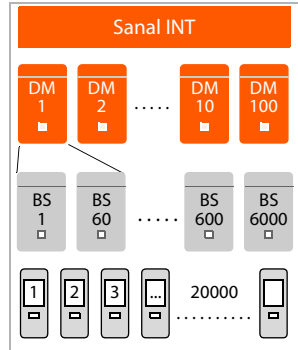 Sanal INT
DM 1
DM 2
.....
DM 10
DM 100
BS 1
BS 60
.....
BS 600
BS 6000
1 2 3 ... 20000
..........